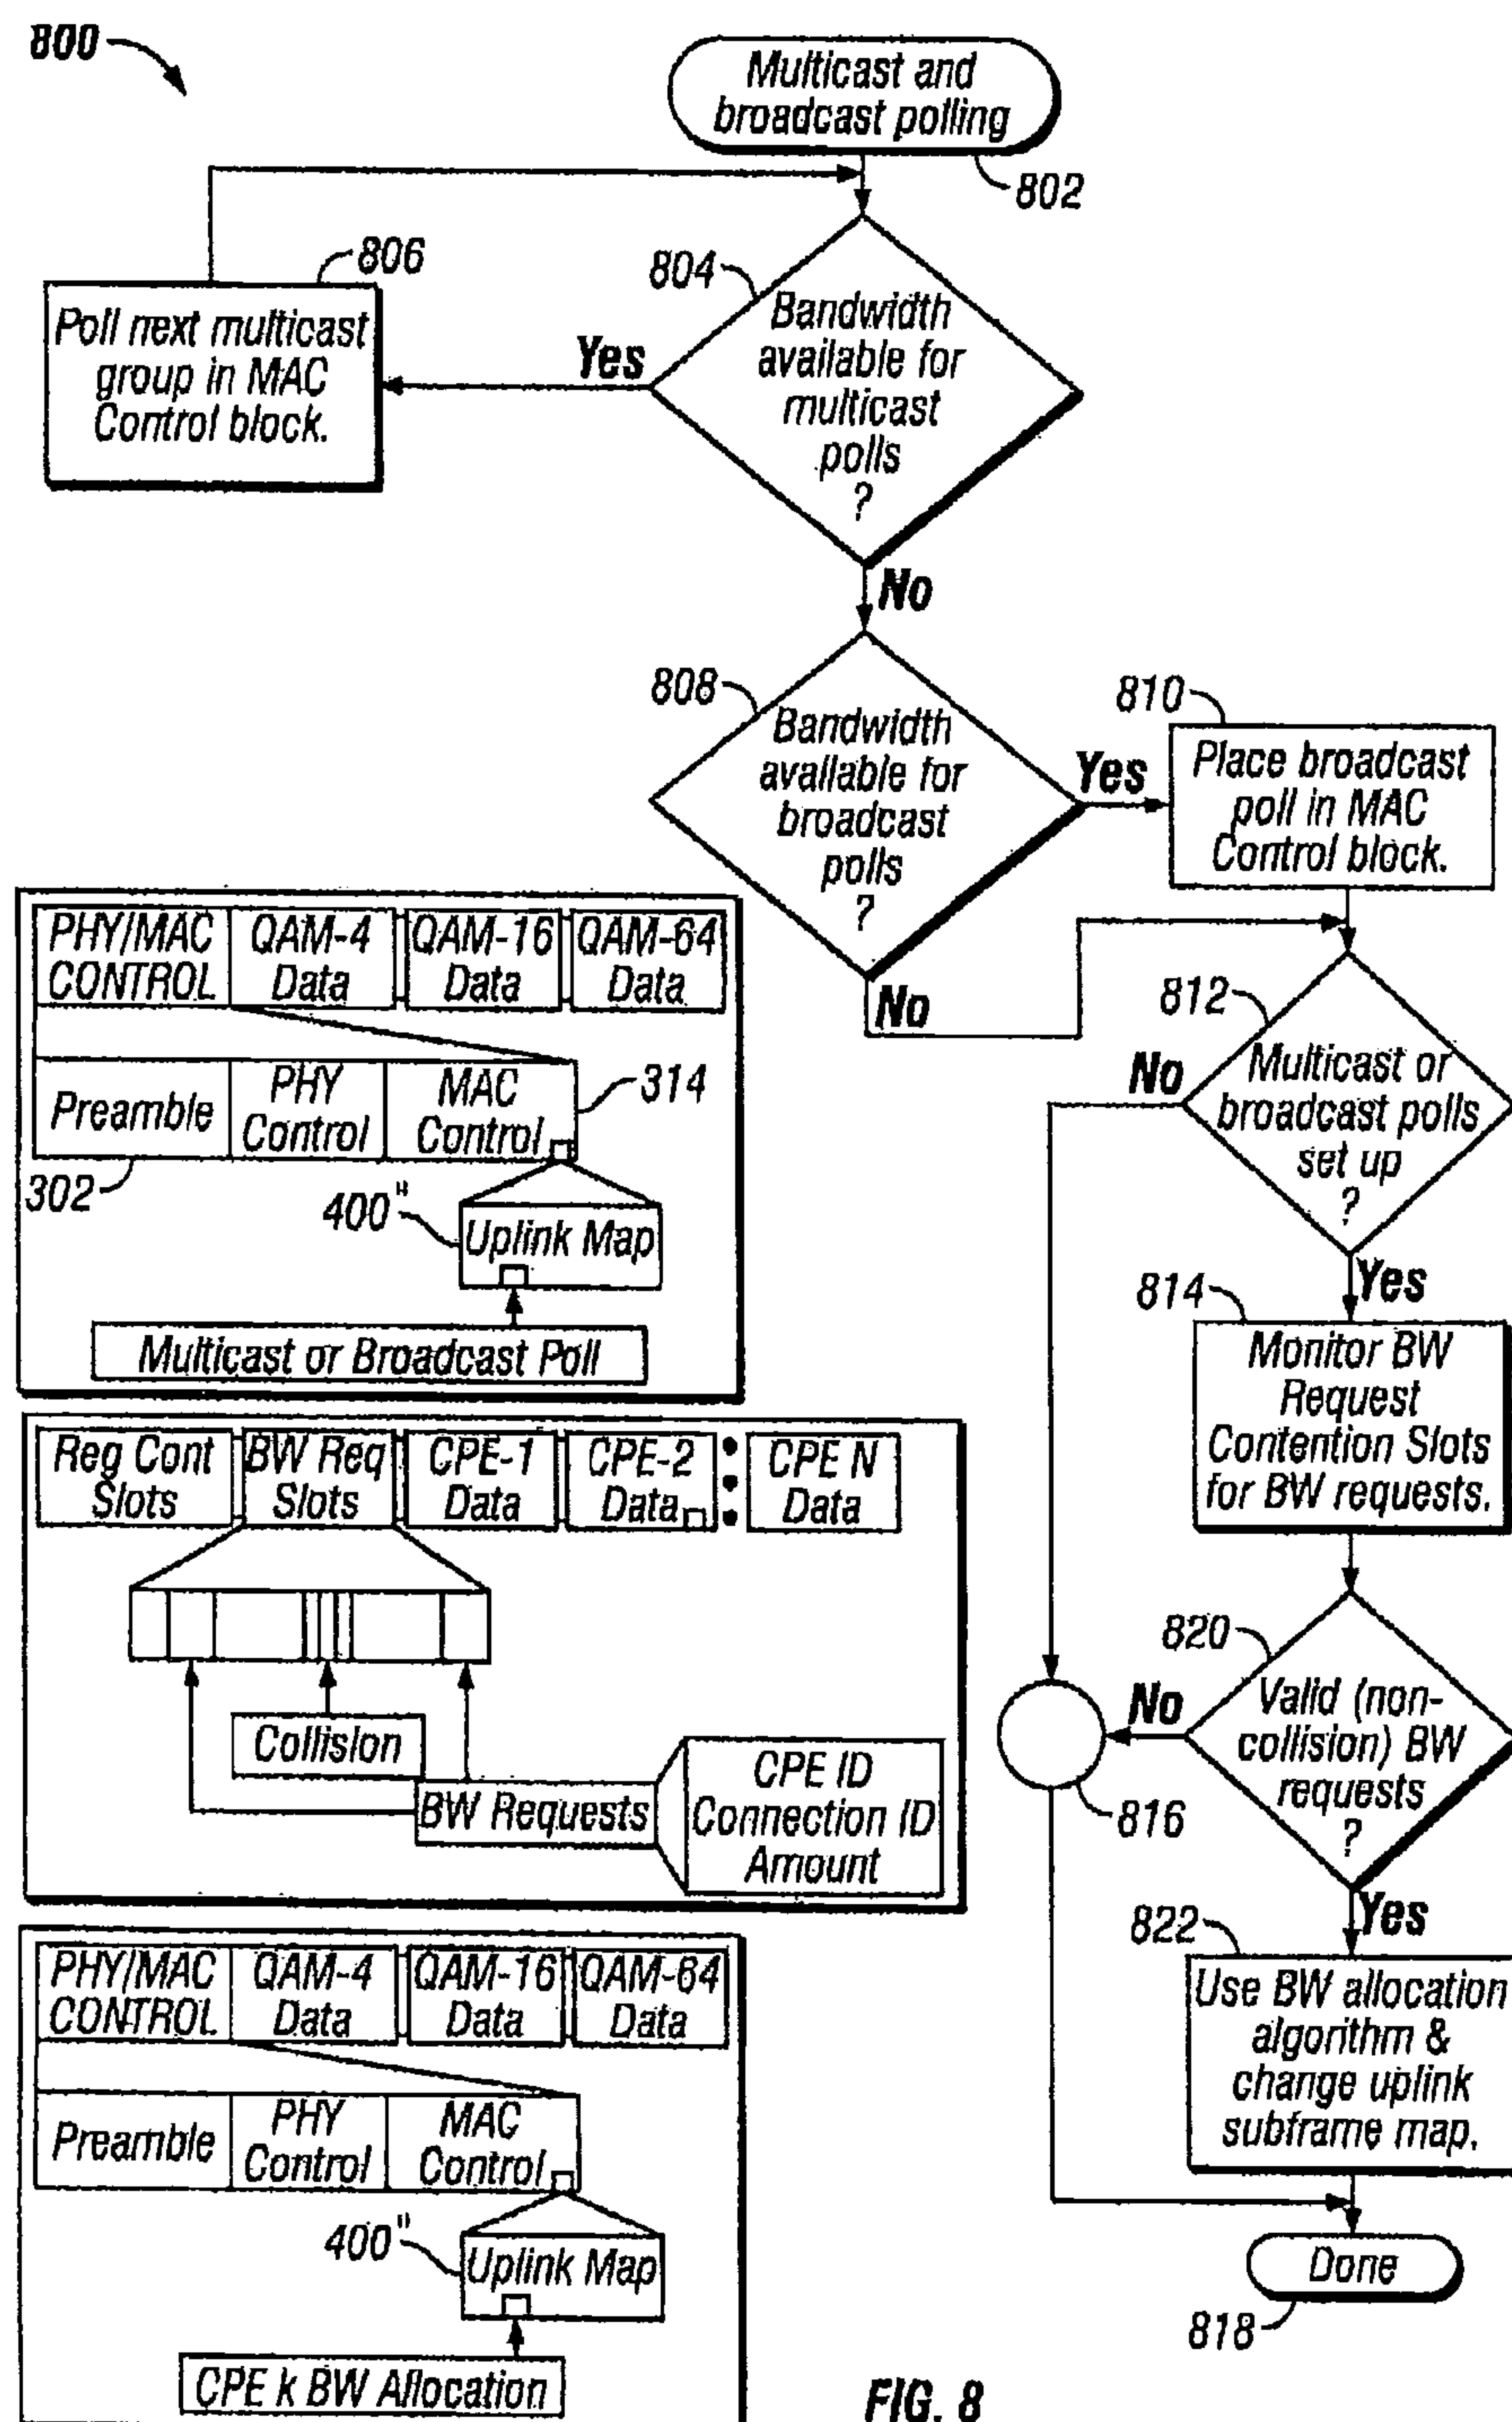 800
Multicast and
broadcast polling
802
806
Poll next multicast
group in MAC
Control block.
804
Bandwidth
available for
multicast
polls
?
Yes
No
808
Bandwidth
available for
broadcast
polls
?
Yes
No
810
Place broadcast
poll in MAC
Control block.
812
Multicast or
broadcast polls
set up
?
No
Yes
814
Monitor BW
Request
Contention Slots
for BW requests.
820
Valid (non-
collision) BW
requests
?
No
816
Yes
822
Use BW allocation
algorithm &
change uplink
subframe map.
Done
818
PHY/MAC
CONTROL
QAM-4
Data
QAM-16
Data
QAM-64
Data
Preamble
PHY
Control
MAC
Control
314
302
400"
Uplink Map
Multicast or Broadcast Poll
Reg Cont
Slots
BW Req
Slots
CPE-1
Data
CPE-2
Data
CPE N
Data
Collision
BW Requests
CPE ID
Connection ID
Amount
PHY/MAC
CONTROL
QAM-4
Data
QAM-16
Data
QAM-64
Data
Preamble
PHY
Control
MAC
Control
400"
Uplink Map
CPE k BW Allocation
FIG. 8